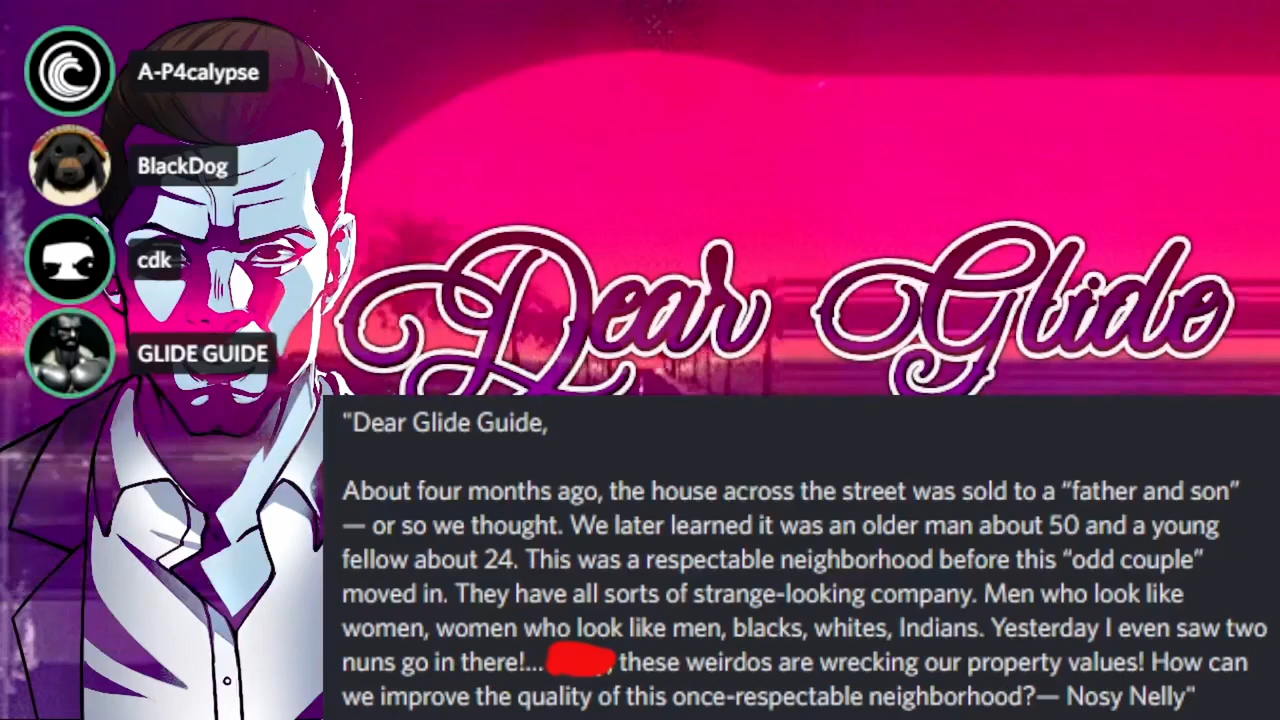 A-P4calypse
BlackDog
cdk
GLIDE GUIDE
Dear Glide
"Dear Glide Guide,
About four months ago, the house across the street was sold to a “father and son”
— or so we thought. We later learned it was an older man about 50 and a young
fellow about 24. This was a respectable neighborhood before this “odd couple”
moved in. They have all sorts of strange-looking company. Men who look like
women, women who look like men, blacks, whites, Indians. Yesterday I even saw two
nuns go in there!... , these weirdos are wrecking our property values! How can
we improve the quality of this once-respectable neighborhood?— Nosy Nelly"